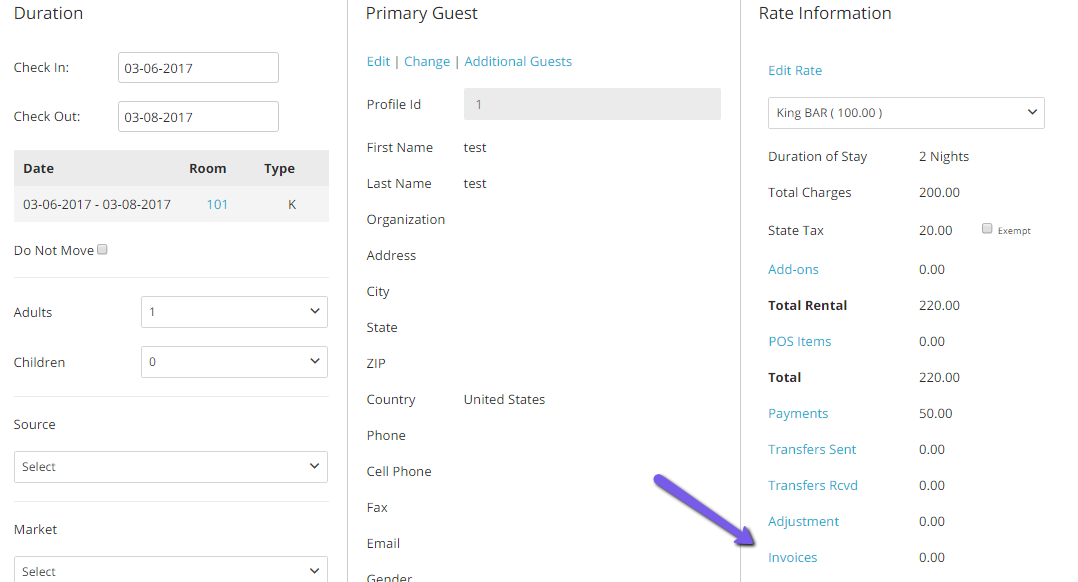 Duration
Check In:
03-06-2017
Check Out:
03-08-2017
Date Room Type
03-06-2017 - 03-08-2017 101 K
Do Not Move
Adults
1
Children
0
Source
Select
Market
Select
Primary Guest
Edit | Change | Additional Guests
Profile Id 1
First Name test
Last Name test
Organization
Address
City
State
ZIP
Country United States
Phone
Cell Phone
Fax
Email
Gender
Rate Information
Edit Rate
King BAR ( 100.00 )
Duration of Stay 2 Nights
Total Charges 200.00
State Tax 20.00 Exempt
Add-ons 0.00
Total Rental 220.00
POS Items 0.00
Total 220.00
Payments 50.00
Transfers Sent 0.00
Transfers Rcvd 0.00
Adjustment 0.00
Invoices 0.00